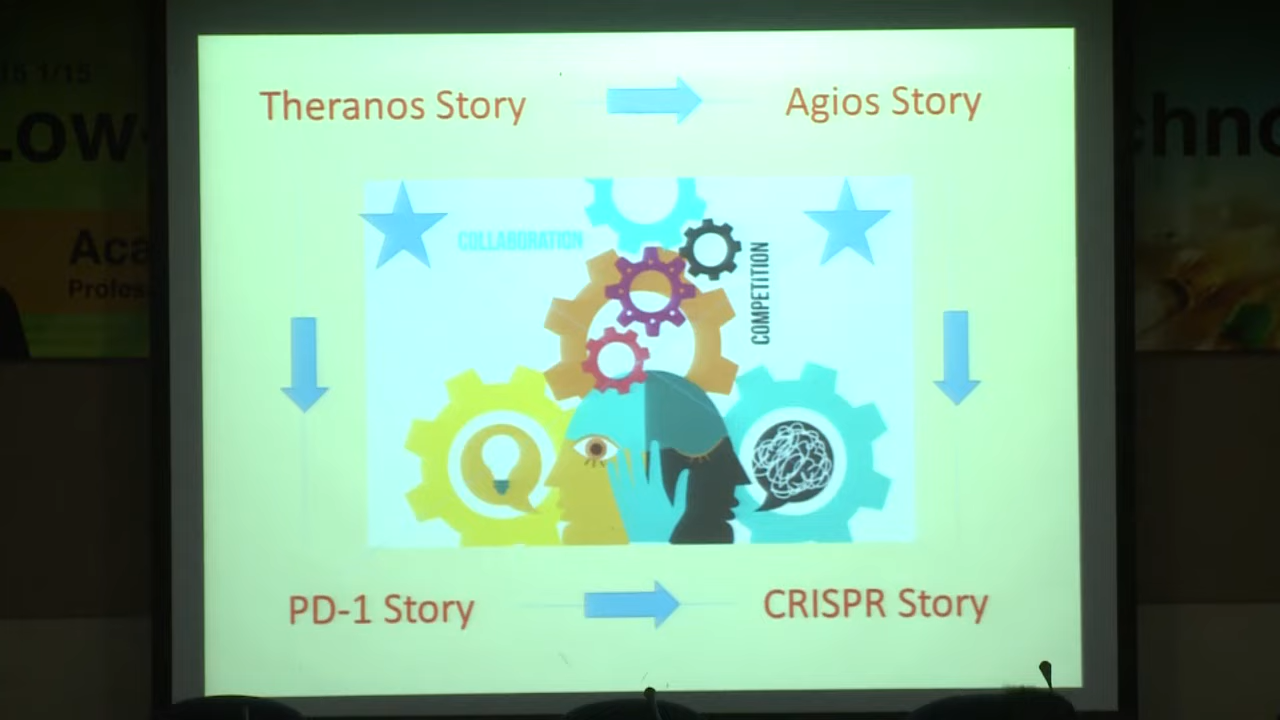 Theranos Story
Agios Story
COLLABORATION
COMPETITION
PD-1 Story
CRISPR Story
Low
Aca
Profes
chno